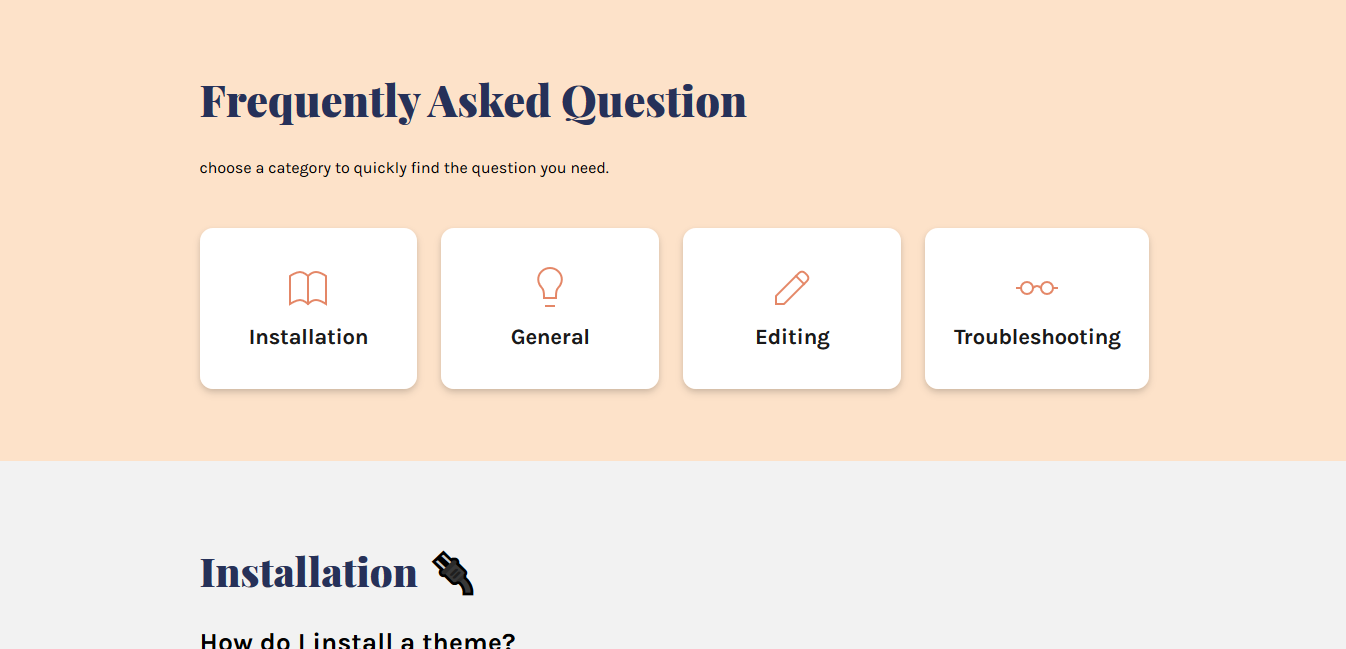 Frequently Asked Question
choose a category to quickly find the question you need.
Installation
General
Editing
Troubleshooting
Installation
How do I install a theme?